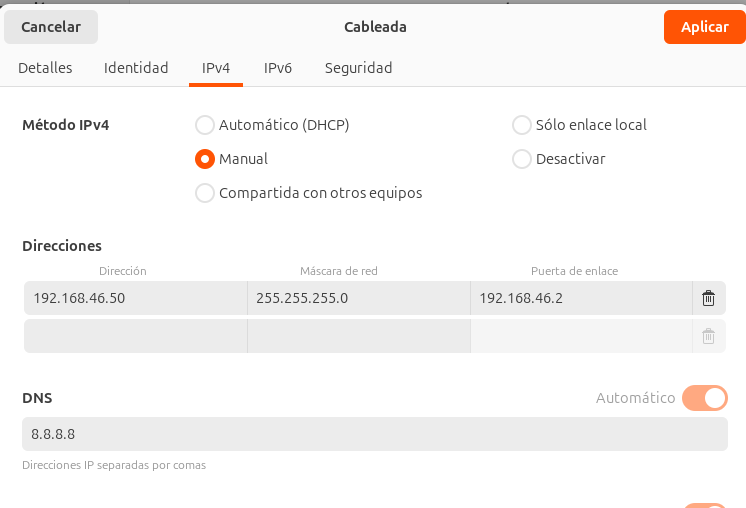 Cancelar Cableada Aplicar
Detalles Identidad IPv4 IPv6 Seguridad
Método IPv4 Automático (DHCP) Sólo enlace local
Manual Desactivar
Compartida con otros equipos
Direcciones
Dirección Máscara de red Puerta de enlace
192.168.46.50 255.255.255.0 192.168.46.2
DNS Automático
8.8.8.8
Direcciones IP separadas por comas